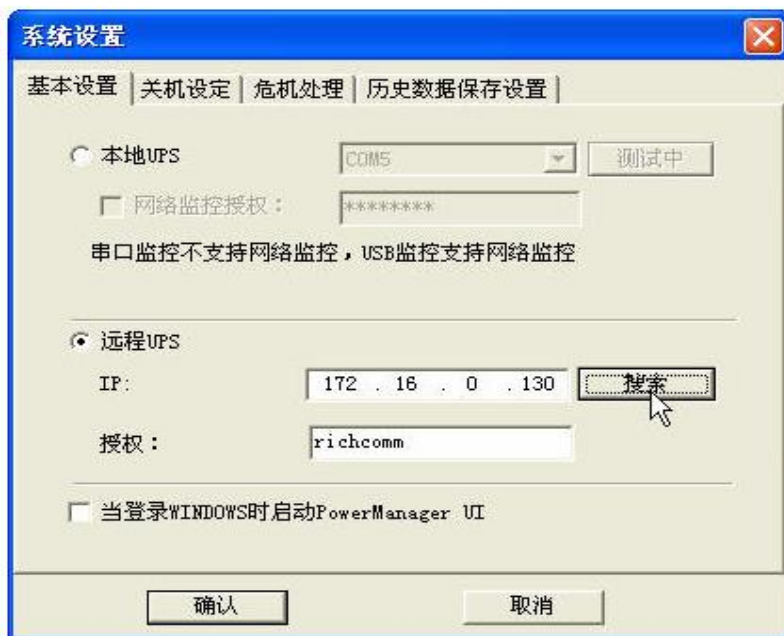 系统设置
基本设置 关机设定 危机处理 历史数据保存设置
本地UPS COM5 测试中
网络监控授权： ********
串口监控不支持网络监控，USB监控支持网络监控
远程UPS
IP: 172 . 16 . 0 . 130 搜索
授权： richcomm
当登录WINDOWS时启动PowerManager UI
确认 取消